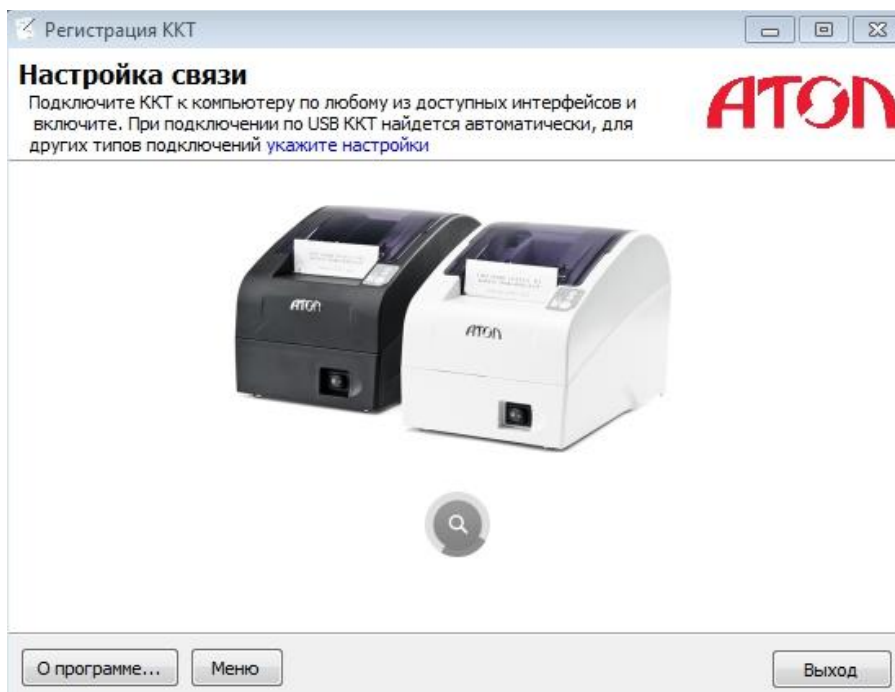 Регистрация ККТ
Настройка связи
Подключите ККТ к компьютеру по любому из доступных интерфейсов и
включите. При подключении по USB ККТ найдется автоматически, для
других типов подключений укажите настройки
АТОЛ
АТОЛ
АТОЛ
О программе...
Меню
Выход